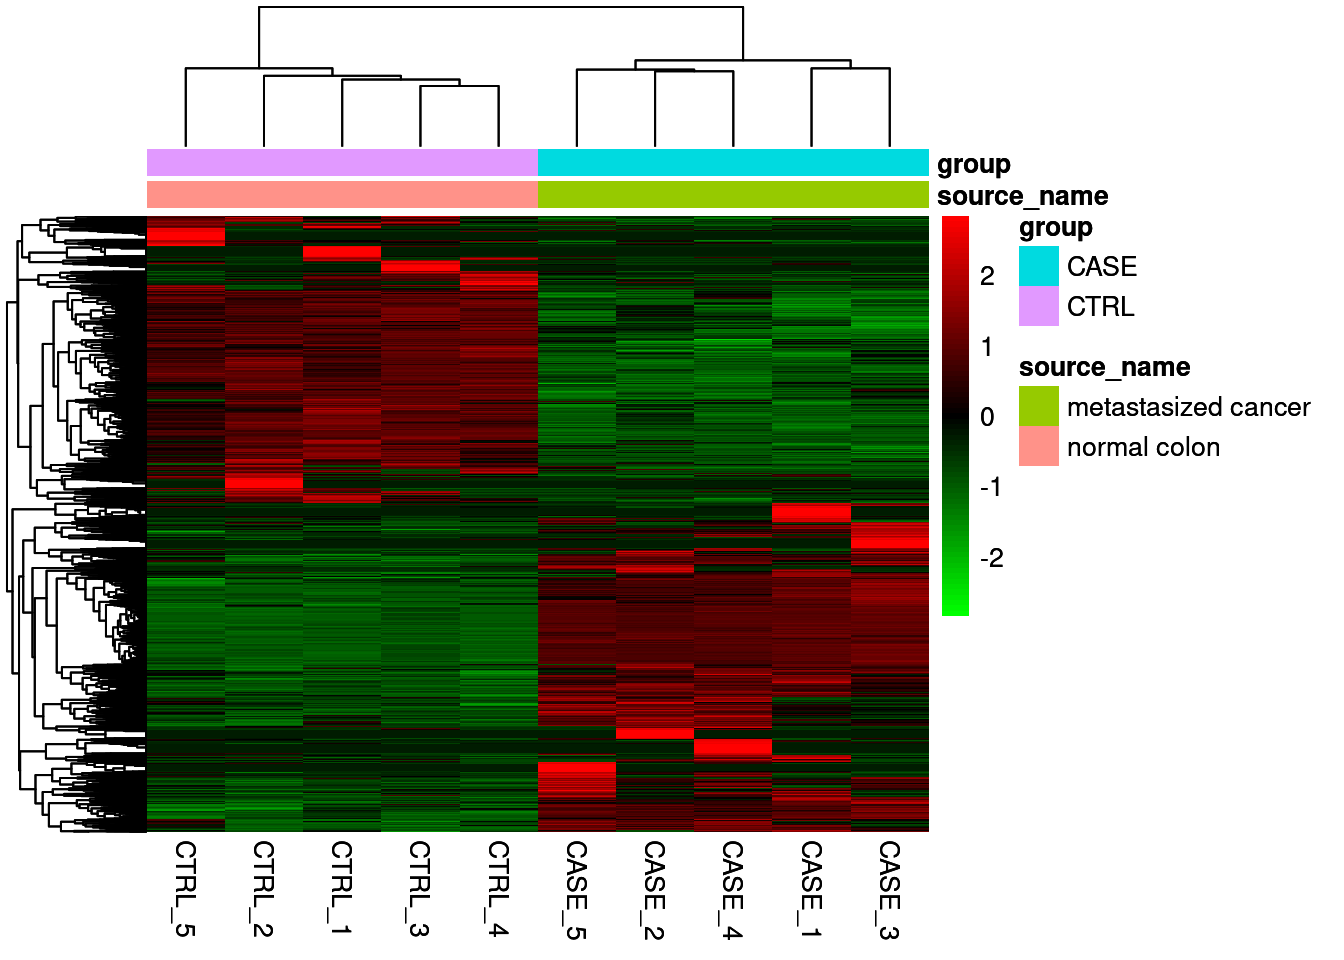 group
source_name
group
CASE
CTRL
source_name
metastasized cancer
normal colon
2
1
0
-1
-2
CTRL_5
CTRL_2
CTRL_1
CTRL_3
CTRL_4
CASE_5
CASE_2
CASE_4
CASE_1
CASE_3